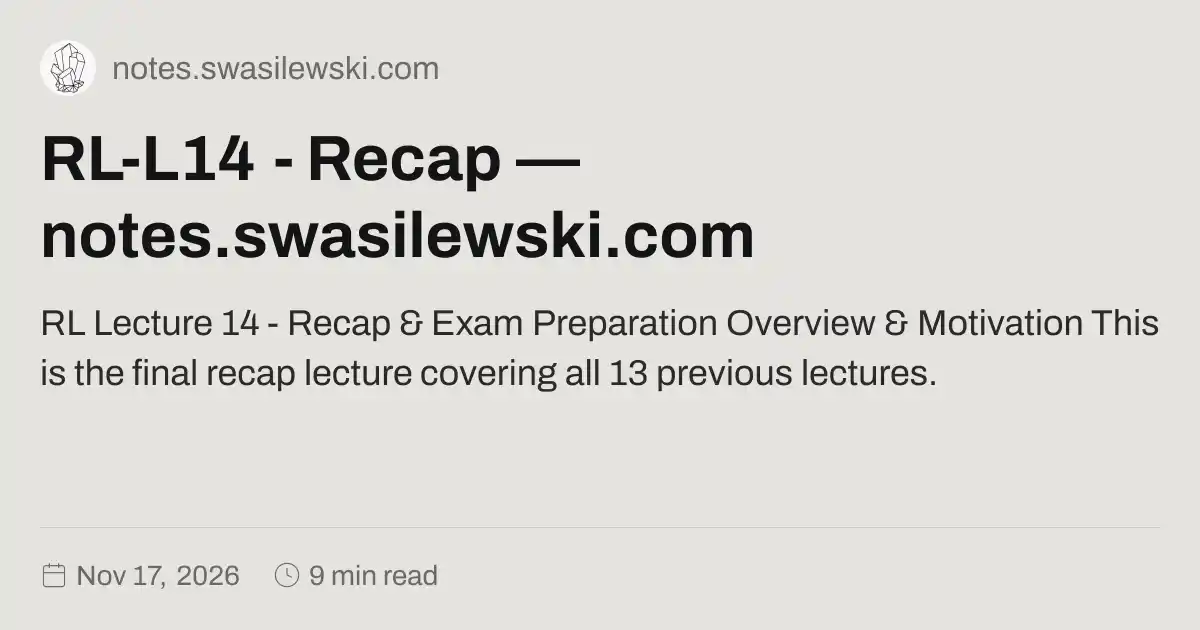 notes.swasilewski.com
RL-L14 - Recap —
notes.swasilewski.com
RL Lecture 14 - Recap & Exam Preparation Overview & Motivation This
is the final recap lecture covering all 13 previous lectures.
Nov 17, 2026 9 min read